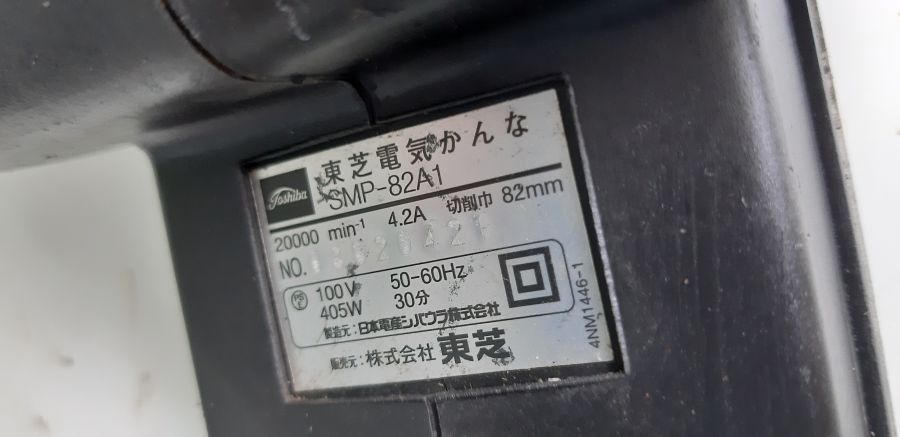 東芝電気かんな
Toshiba
SMP-82A1
20000 min-1 4.2A 切削巾 82mm
NO.
PS E 100V 50-60Hz
405W 30分
製造元:日本電産シバウラ株式会社
販売元:株式会社 東芝
4NM1446-1